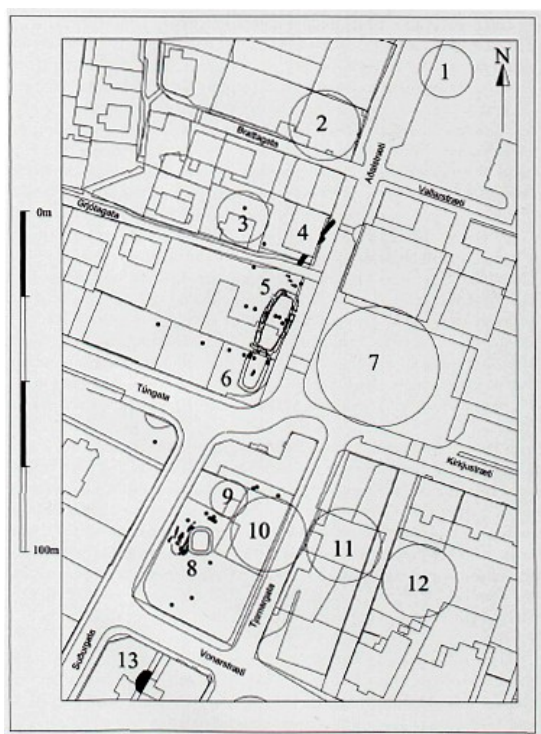 N
1
2
Brattagata
Aðalstræti
Vallarstræti
0m
Grjótagata
3
4
5
7
6
Túngata
Kirkjustræti
9
10
11
8
12
100m
Tjarnargata
Suðurgata
Vonarstræti
13